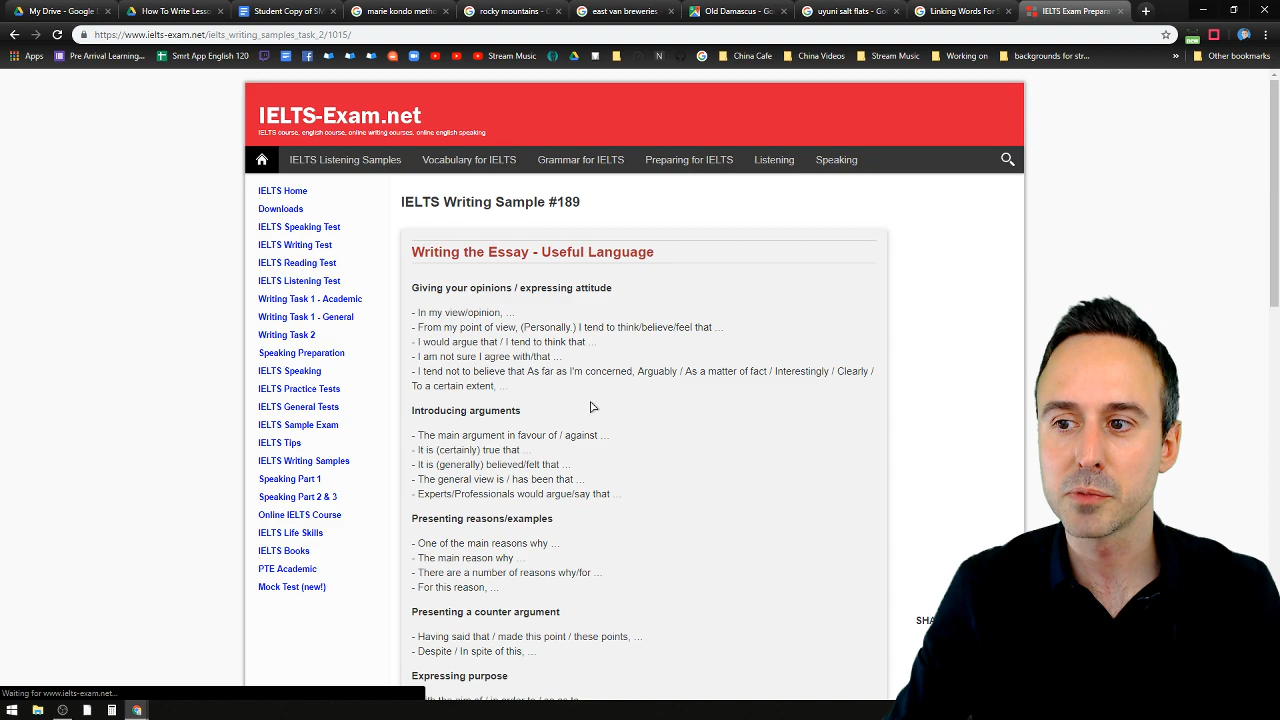 My Drive - Google
How To Write Lesso
Student Copy of SM
marie kondo metho
rocky mountains - G
east van breweries
Old Damascus - Goo
uyuni salt flats - Go
Linking Words For
IELTS Exam Prepara
https://www.ielts-exam.net/ielts_writing_samples_task_2/1015/
Apps
Pre Arrival Learning...
Smrt App English 120
Stream Music
China Cafe
China Videos
Stream Music
Working on
backgrounds for str...
Other bookmarks
IELTS-Exam.net
IELTS course, english course, online writing courses, online english speaking
IELTS Listening Samples
Vocabulary for IELTS
Grammar for IELTS
Preparing for IELTS
Listening
Speaking
IELTS Home
Downloads
IELTS Speaking Test
IELTS Writing Test
IELTS Reading Test
IELTS Listening Test
Writing Task 1 - Academic
Writing Task 1 - General
Writing Task 2
Speaking Preparation
IELTS Speaking
IELTS Practice Tests
IELTS General Tests
IELTS Sample Exam
IELTS Tips
IELTS Writing Samples
Speaking Part 1
Speaking Part 2 & 3
Online IELTS Course
IELTS Life Skills
IELTS Books
PTE Academic
Mock Test (new!)
IELTS Writing Sample #189
Writing the Essay - Useful Language
Giving your opinions / expressing attitude
- In my view/opinion, …
- From my point of view, (Personally.) I tend to think/believe/feel that …
- I would argue that / I tend to think that …
- I am not sure I agree with/that …
- I tend not to believe that As far as I'm concerned, Arguably / As a matter of fact / Interestingly / Clearly /
To a certain extent, …
Introducing arguments
- The main argument in favour of / against …
- It is (certainly) true that …
- It is (generally) believed/felt that …
- The general view is / has been that …
- Experts/Professionals would argue/say that …
Presenting reasons/examples
- One of the main reasons why …
- The main reason why …
- There are a number of reasons why/for …
- For this reason, …
Presenting a counter argument
- Having said that / made this point / these points, …
- Despite / In spite of this, …
Expressing purpose
SHA
Waiting for www.ielts-exam.net...